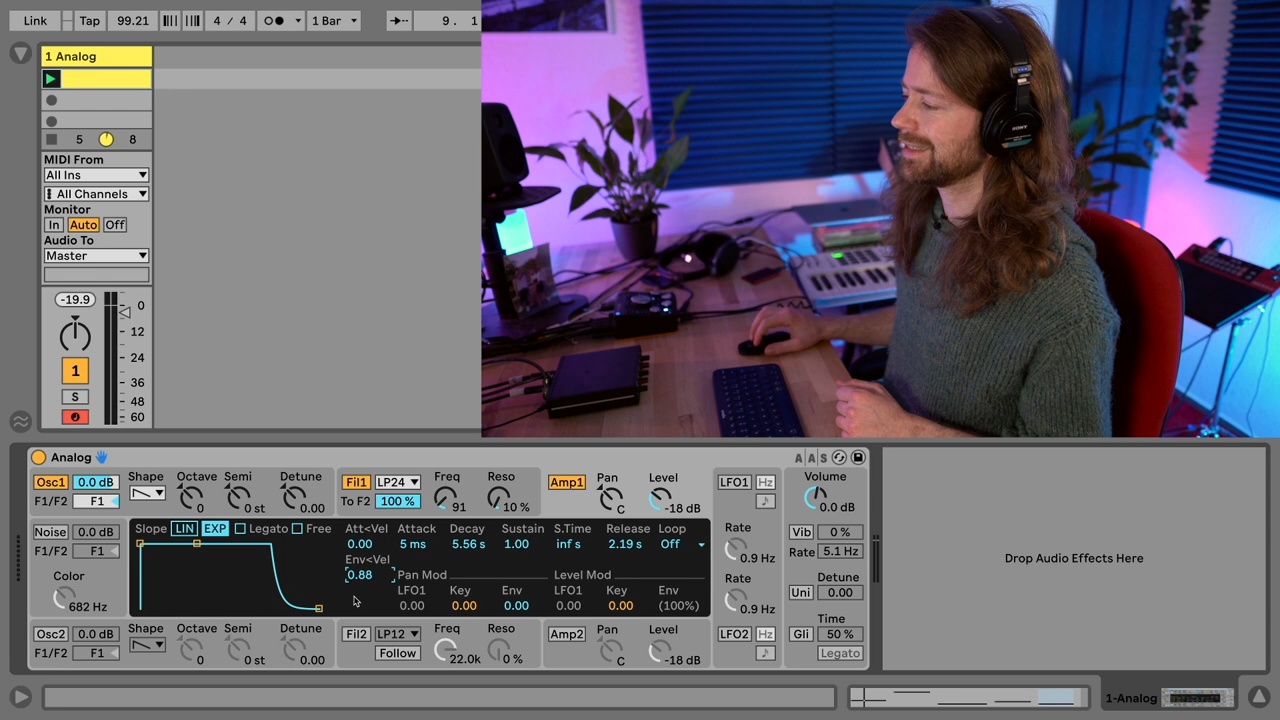 Link Tap 99.21 4 / 4 1 Bar 9. 1
1 Analog
5 8
MIDI From
All Ins
All Channels
Monitor
In Auto Off
Audio To
Master
-19.9 0
12
24
1 36
S 48
60
SONY
Analog A A S
Osc1 0.0 dB Shape Octave Semi Detune Fil1 LP24 Freq Reso Amp1 Pan Level LFO1 Hz Volume
F1/F2 F1 0 0 st 0.00 To F2 100 % 91 10 % C -18 dB 0.0 dB
Noise 0.0 dB Slope LIN EXP Legato Free Att<Vel Attack Decay Sustain S.Time Release Loop Rate Vib 0 %
F1/F2 F1 0.00 5 ms 5.56 s 1.00 inf s 2.19 s Off 0.9 Hz Rate 5.1 Hz
Env<Vel
Color 0.88 Pan Mod Level Mod Rate Detune
682 Hz LFO1 Key Env LFO1 Key Env 0.9 Hz Uni 0.00
0.00 0.00 0.00 0.00 0.00 (100%)
Osc2 0.0 dB Shape Octave Semi Detune Fil2 LP12 Freq Reso Amp2 Pan Level LFO2 Hz Time
Gli 50 %
F1/F2 F1 0 0 st 0.00 Follow 22.0k 0 % C -18 dB Legato
Drop Audio Effects Here
1-Analog